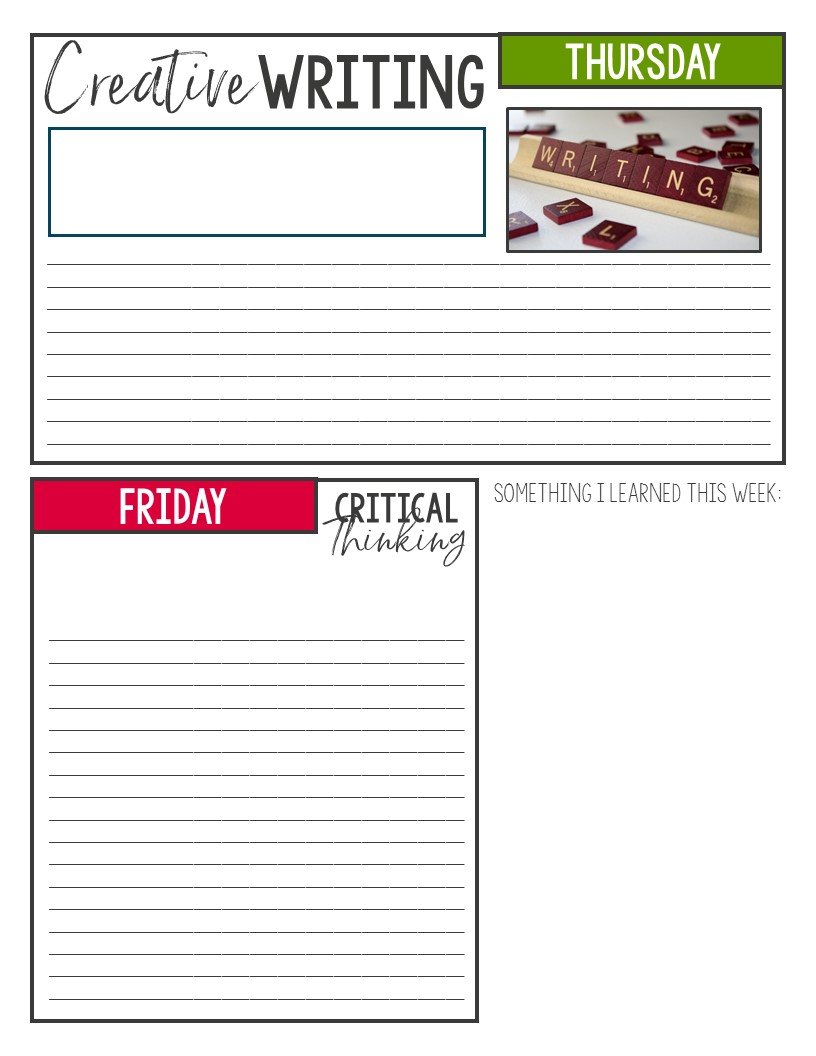 Creative WRITING
THURSDAY
WRITING
X
L
FRIDAY
CRITICAL
Thinking
SOMETHING I LEARNED THIS WEEK: